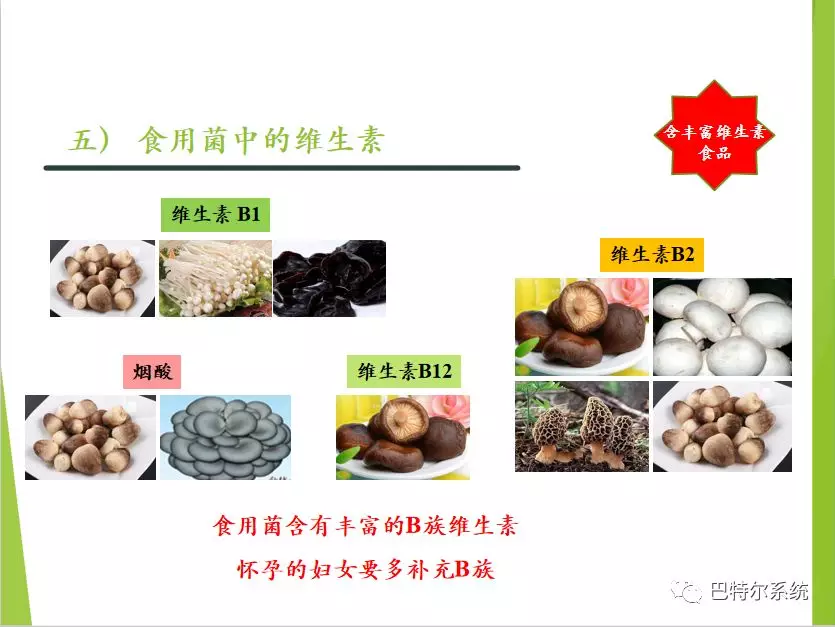 五） 食用菌中的维生素
含丰富维生素
食品
维生素 B1
维生素B2
烟酸
维生素B12
食用菌含有丰富的B族维生素
怀孕的妇女要多补充B族
巴特尔系统